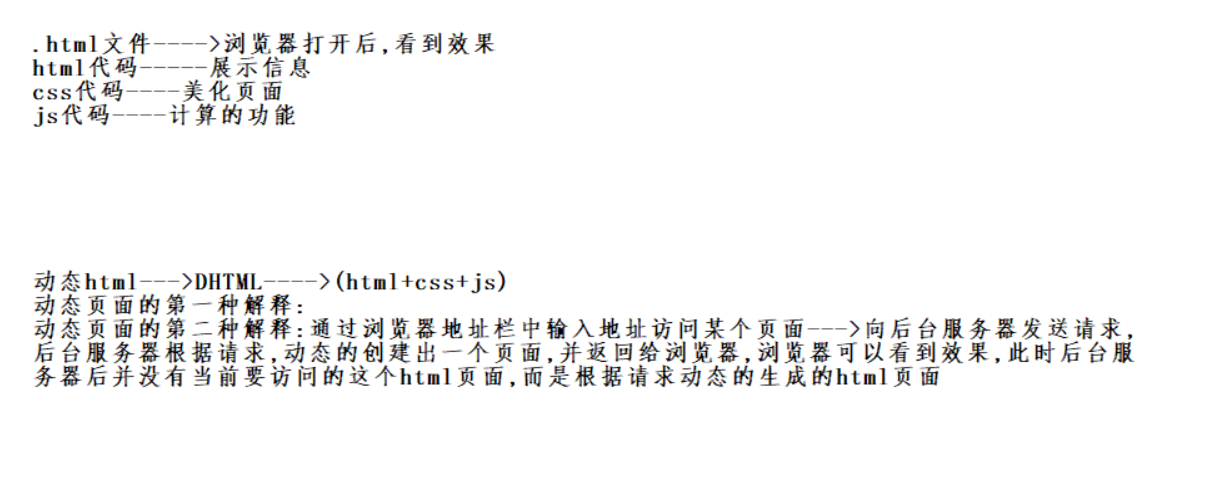 .html文件---->浏览器打开后,看到效果
html代码-----展示信息
css代码----美化页面
js代码----计算的功能
动态html--->DHTML---->(html+css+js)
动态页面的第一种解释:
动态页面的第二种解释:通过浏览器地址栏中输入地址访问某个页面--->向后台服务器发送请求,
后台服务器根据请求,动态的创建出一个页面,并返回给浏览器,浏览器可以看到效果,此时后台服
务器后并没有当前要访问的这个html页面,而是根据请求动态的生成的html页面